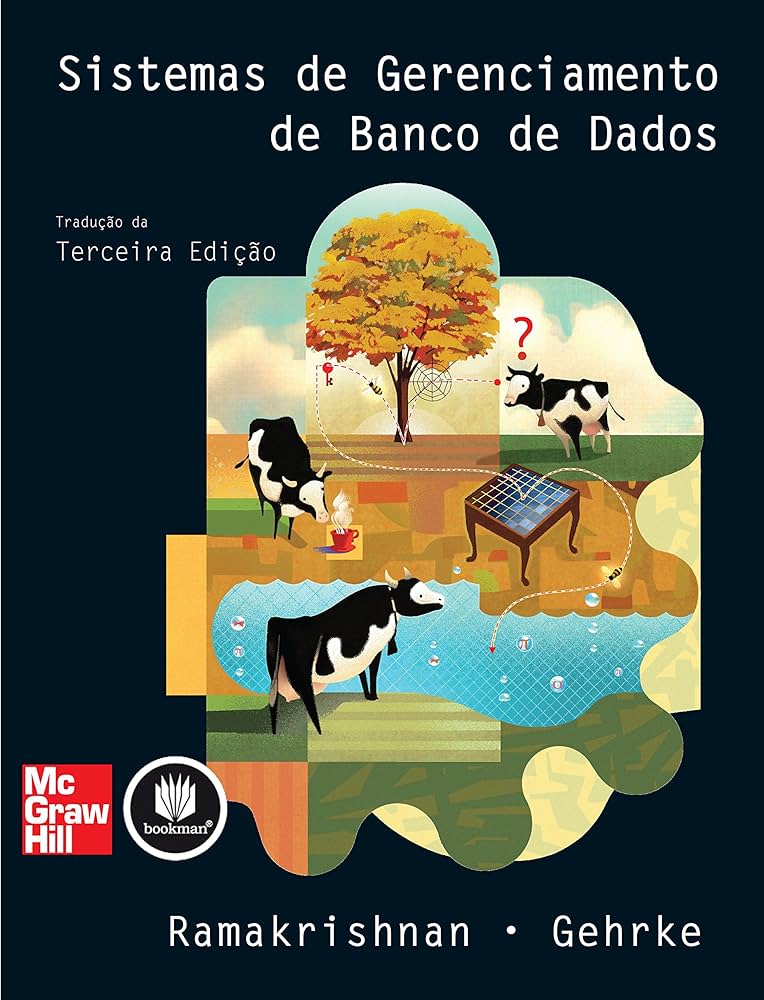 Sistemas de Gerenciamento
de Banco de Dados
Tradução da
Terceira Edição
?
Mc
Graw
Hill
bookman®
Ramakrishnan · Gehrke